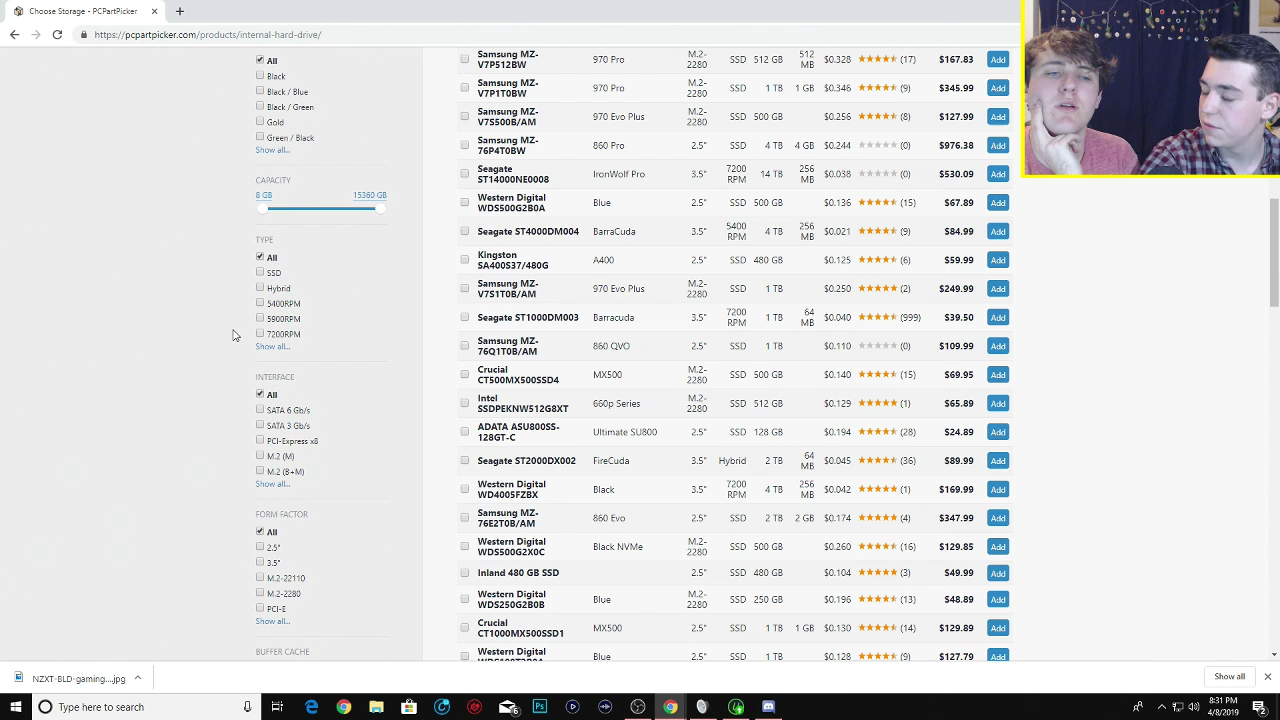 Choose Storage - PCPartPicker
https://pcpartpicker.com/products/internal-hard-drive/
All
Black
Black / Blue
Black / Green
Gold
Green / Black
Show all...
CAPACITY
8 GB 15360 GB
TYPE
All
SSD
Hybrid
5400RPM
5900RPM
7200RPM
Show all...
INTERFACE
All
SATA 6 Gb/s
SATA 3 Gb/s
PCI-Express x8
M.2 (M)
M.2 (B+M)
Show all...
FORM FACTOR
All
2.5"
3.5"
M.2-22110
M.2-2280
PCI-E
Show all...
BUFFER CACHE
Samsung MZ-V7P512BW 970 Pro M.2-2280 SSD 512 GB 512 MB $0.328 (17) $167.83 Add
Samsung MZ-V7P1T0BW 970 Pro M.2-2280 SSD 1 TB 1 GB $0.346 (9) $345.99 Add
Samsung MZ-V7S500B/AM 970 Evo Plus M.2-2280 SSD 500 GB $0.256 (8) $127.99 Add
Samsung MZ-76P4T0BW 860 Pro 2.5" SSD 4 TB 4 GB $0.244 (0) $976.38 Add
Seagate ST14000NE0008 IronWolf Pro 3.5" 7200 RPM 14 TB 256 MB $0.038 (0) $530.09 Add
Western Digital WDS500G2B0A Blue 2.5" SSD 500 GB $0.136 (15) $67.89 Add
Seagate ST4000DM004 BarraCuda 3.5" 5400 RPM 4 TB 256 MB $0.021 (9) $84.99 Add
Kingston SA400S37/480G A400 2.5" SSD 480 GB $0.125 (6) $59.99 Add
Samsung MZ-V7S1T0B/AM 970 Evo Plus M.2-2280 SSD 1 TB $0.250 (2) $249.99 Add
Seagate ST1000DM003 Barracuda 3.5" 7200 RPM 1 TB 64 MB $0.040 (999) $39.50 Add
Samsung MZ-76Q1T0B/AM 860 QVO 2.5" SSD 1 TB $0.110 (0) $109.99 Add
Crucial CT500MX500SSD4 MX500 M.2-2280 SSD 500 GB $0.140 (15) $69.95 Add
Intel SSDPEKNW512G8XT 660p Series M.2-2280 SSD 512 GB $0.129 (1) $65.89 Add
ADATA ASU800SS-128GT-C Ultimate SU800 2.5" SSD 128 GB $0.194 (28) $24.89 Add
Seagate ST2000DX002 FireCuda 3.5" Hybrid 2 TB 64 MB $0.045 (36) $89.99 Add
Western Digital WD4005FZBX Black 3.5" 7200 RPM 4 TB 256 MB $0.042 (1) $169.99 Add
Samsung MZ-76E2T0B/AM 860 Evo 2.5" SSD 2 TB 2 GB $0.174 (4) $347.99 Add
Western Digital WDS500G2X0C Black NVMe M.2-2280 SSD 500 GB $0.260 (16) $129.85 Add
Inland 480 GB SSD 2.5" SSD 480 GB $0.104 (3) $49.99 Add
Western Digital WDS250G2B0B Blue M.2-2280 SSD 250 GB $0.196 (13) $48.89 Add
Crucial CT1000MX500SSD1 MX500 2.5" SSD 1 TB 1 GB $0.130 (14) $129.89 Add
Western Digital Blue 2.5" SSD 1 TB $0.128 (9) $127.79 Add
NZXT-BLD-gaming....jpg
Show all
Type here to search
8:31 PM
4/8/2019